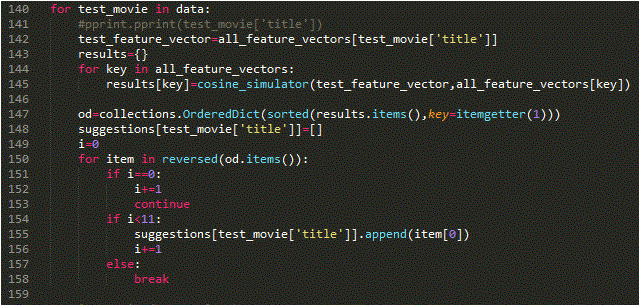 140 for test_movie in data:
141     #pprint.pprint(test_movie['title'])
142     test_feature_vector=all_feature_vectors[test_movie['title']]
143     results={}
144     for key in all_feature_vectors:
145         results[key]=cosine_simulator(test_feature_vector,all_feature_vectors[key])
146
147     od=collections.OrderedDict(sorted(results.items(),key=itemgetter(1)))
148     suggestions[test_movie['title']]=[]
149     i=0
150     for item in reversed(od.items()):
151         if i==0:
152             i+=1
153             continue
154         if i<11:
155             suggestions[test_movie['title']].append(item[0])
156             i+=1
157         else:
158             break
159